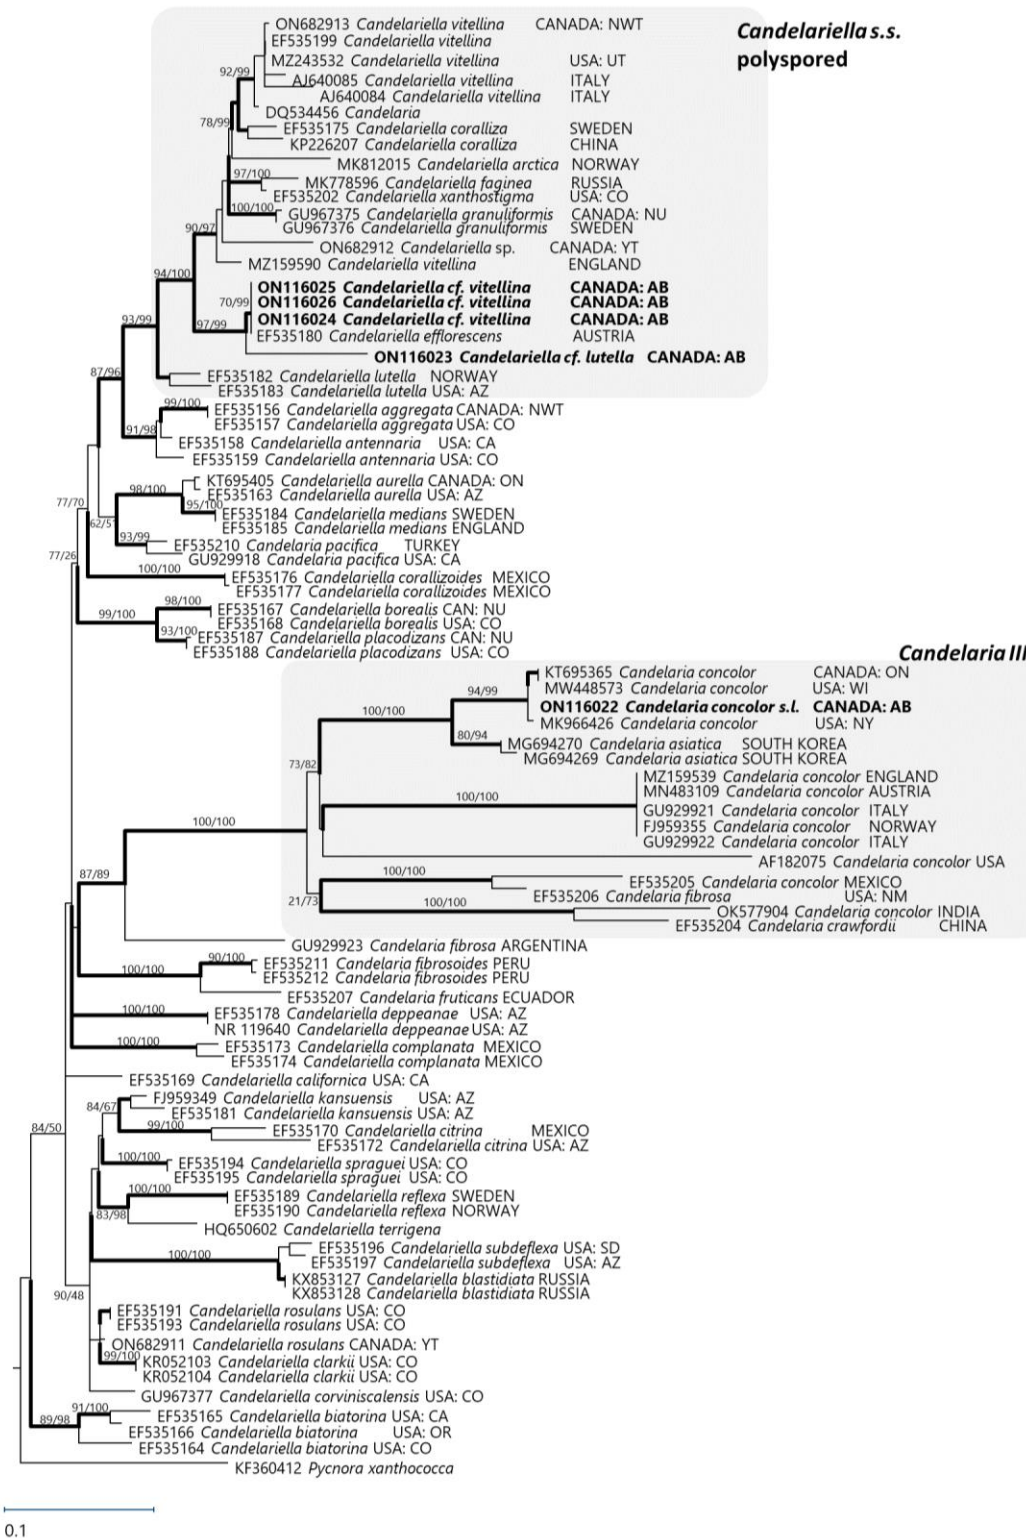 Candelariella s.s.
polyspored
ON682913 Candelariella vitellina CANADA: NWT
EF535199 Candelariella vitellina
MZ243532 Candelariella vitellina USA: UT
92/99
AJ640085 Candelariella vitellina ITALY
AJ640084 Candelariella vitellina ITALY
DQ534456 Candelaria
78/99
EF535175 Candelariella coralliza SWEDEN
KP226207 Candelariella coralliza CHINA
MK812015 Candelariella arctica NORWAY
97/100
MK778596 Candelariella faginea RUSSIA
EF535202 Candelariella xanthostigma USA: CO
100/100
GU967375 Candelariella granuliformis CANADA: NU
GU967376 Candelariella granuliformis SWEDEN
90/97
ON682912 Candelariella sp. CANADA: YT
MZ159590 Candelariella vitellina ENGLAND
94/100
ON116025 Candelariella cf. vitellina CANADA: AB
70/99
ON116026 Candelariella cf. vitellina CANADA: AB
ON116024 Candelariella cf. vitellina CANADA: AB
93/99
97/99
EF535180 Candelariella efflorescens AUSTRIA
ON116023 Candelariella cf. lutella CANADA: AB
87/96
EF535182 Candelariella lutella NORWAY
EF535183 Candelariella lutella USA: AZ
99/100
EF535156 Candelariella aggregata CANADA: NWT
EF535157 Candelariella aggregata USA: CO
91/98
EF535158 Candelariella antennaria USA: CA
EF535159 Candelariella antennaria USA: CO
98/100
KT695405 Candelariella aurella CANADA: ON
EF535163 Candelariella aurella USA: AZ
77/70
95/100
EF535184 Candelariella medians SWEDEN
62/57
EF535185 Candelariella medians ENGLAND
93/99
EF535210 Candelaria pacifica TURKEY
77/26
GU929918 Candelaria pacifica USA: CA
100/100
EF535176 Candelariella corallizoides MEXICO
EF535177 Candelariella corallizoides MEXICO
98/100
EF535167 Candelariella borealis CAN: NU
99/100
EF535168 Candelariella borealis USA: CO
93/100
EF535187 Candelariella placodizans CAN: NU
EF535188 Candelariella placodizans USA: CO
Candelaria III
KT695365 Candelaria concolor CANADA: ON
94/99
MW448573 Candelaria concolor USA: WI
ON116022 Candelaria concolor s.l. CANADA: AB
100/100
MK966426 Candelaria concolor USA: NY
80/94
MG694270 Candelaria asiatica SOUTH KOREA
MG694269 Candelaria asiatica SOUTH KOREA
73/82
MZ159539 Candelaria concolor ENGLAND
MN483109 Candelaria concolor AUSTRIA
100/100
GU929921 Candelaria concolor ITALY
FJ959355 Candelaria concolor NORWAY
100/100
GU929922 Candelaria concolor ITALY
AF182075 Candelaria concolor USA
87/89
100/100
EF535205 Candelaria concolor MEXICO
EF535206 Candelaria fibrosa USA: NM
21/73
100/100
OK577904 Candelaria concolor INDIA
EF535204 Candelaria crawfordii CHINA
GU929923 Candelaria fibrosa ARGENTINA
90/100
EF535211 Candelaria fibrosoides PERU
100/100
EF535212 Candelaria fibrosoides PERU
EF535207 Candelaria fruticans ECUADOR
100/100
EF535178 Candelariella deppeanae USA: AZ
NR 119640 Candelariella deppeanae USA: AZ
100/100
EF535173 Candelariella complanata MEXICO
EF535174 Candelariella complanata MEXICO
EF535169 Candelariella californica USA: CA
FJ959349 Candelariella kansuensis USA: AZ
84/67
EF535181 Candelariella kansuensis USA: AZ
84/50
99/100
EF535170 Candelariella citrina MEXICO
EF535172 Candelariella citrina USA: AZ
100/100
EF535194 Candelariella spraguei USA: CO
EF535195 Candelariella spraguei USA: CO
100/100
EF535189 Candelariella reflexa SWEDEN
83/98
EF535190 Candelariella reflexa NORWAY
HQ650602 Candelariella terrigena
100/100
EF535196 Candelariella subdeflexa USA: SD
EF535197 Candelariella subdeflexa USA: AZ
KX853127 Candelariella blastidiata RUSSIA
90/48
KX853128 Candelariella blastidiata RUSSIA
EF535191 Candelariella rosulans USA: CO
EF535193 Candelariella rosulans USA: CO
ON682911 Candelariella rosulans CANADA: YT
99/100
KR052103 Candelariella clarkii USA: CO
KR052104 Candelariella clarkii USA: CO
GU967377 Candelariella corviniscalensis USA: CO
91/100
EF535165 Candelariella biatorina USA: CA
89/98
EF535166 Candelariella biatorina USA: OR
EF535164 Candelariella biatorina USA: CO
KF360412 Pycnora xanthococca
0.1